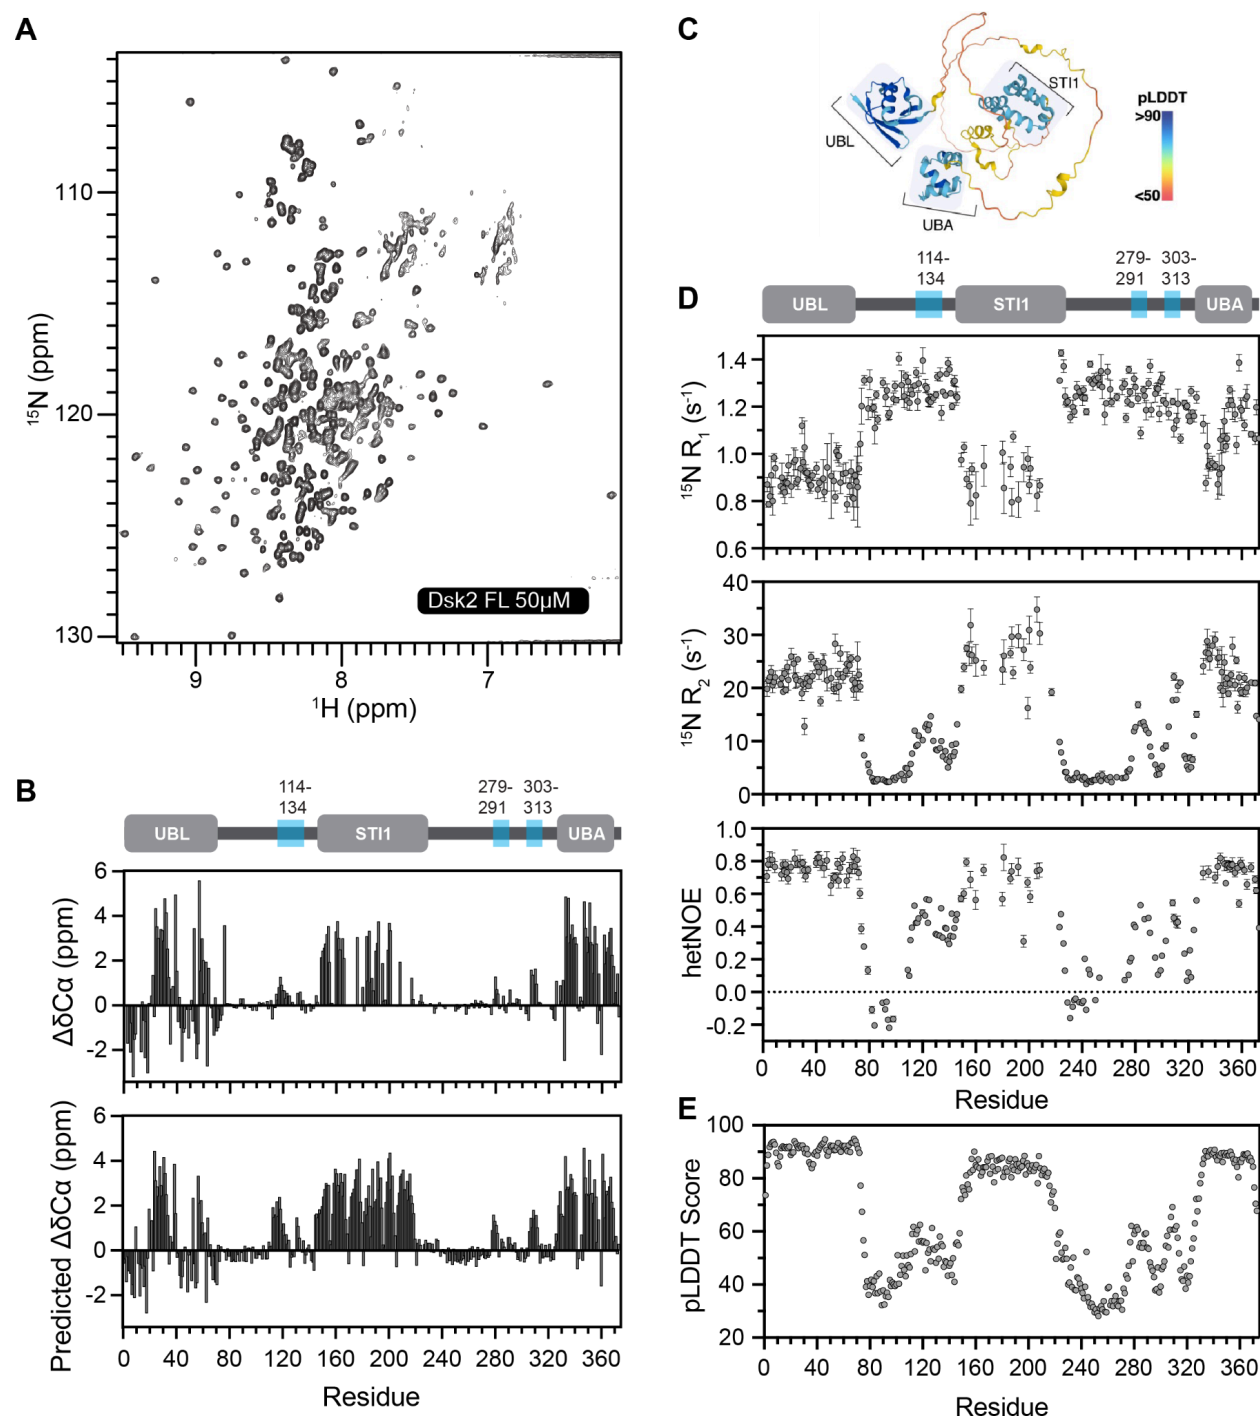 A
110
120
130
15N (ppm)
9
8
7
1H (ppm)
Dsk2 FL 50µM
B
114-
134
279-
291
303-
313
UBL
STI1
UBA
6
4
2
0
-2
ΔδCα (ppm)
6
4
2
0
-2
Predicted ΔδCα (ppm)
0 40 80 120 160 200 240 280 320 360
Residue
C
UBL
UBA
STI1
pLDDT
>90
<50
D
114-
134
279-
291
303-
313
UBL
STI1
UBA
1.4
1.2
1.0
0.8
0.6
15N R1 (s-1)
40
30
20
10
0
15N R2 (s-1)
1.0
0.8
0.6
0.4
0.2
0.0
-0.2
hetNOE
0 40 80 120 160 200 240 280 320 360
Residue
E
100
80
60
40
20
pLDDT Score
0 40 80 120 160 200 240 280 320 360
Residue